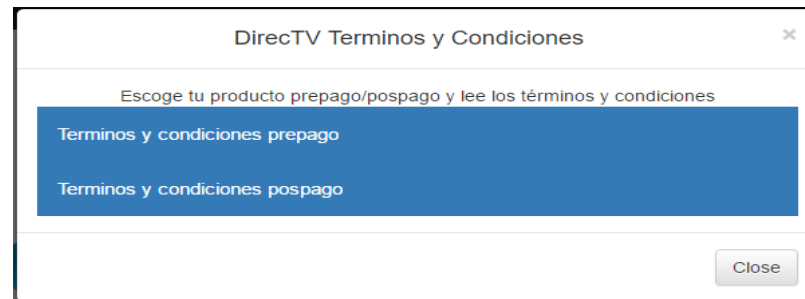 DirecTV Terminos y Condiciones ×
Escoge tu producto prepago/pospago y lee los términos y condiciones
Terminos y condiciones prepago
Terminos y condiciones pospago
Close